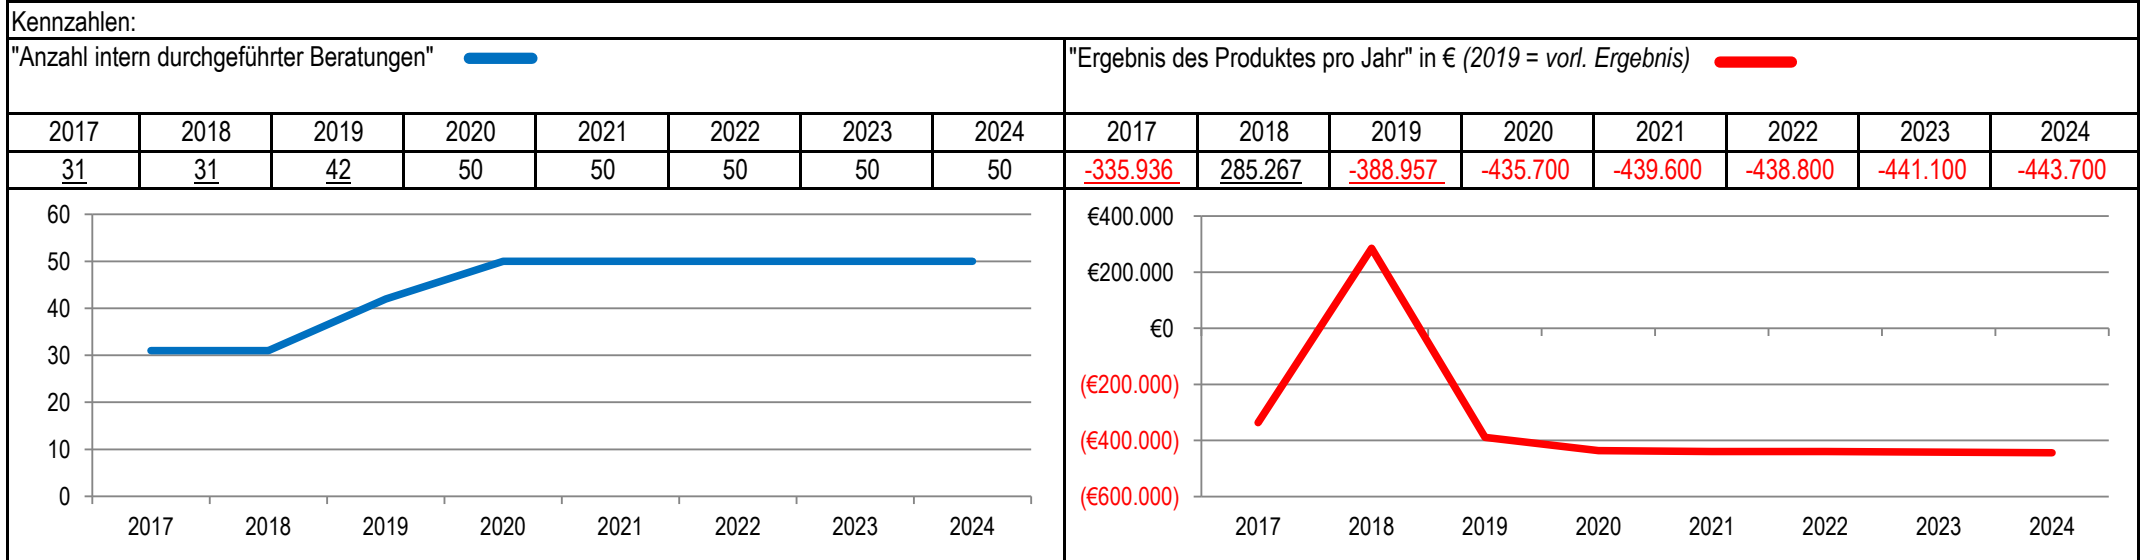 Kennzahlen:
"Anzahl intern durchgeführter Beratungen"
"Ergebnis des Produktes pro Jahr" in € (2019 = vorl. Ergebnis)
2017 2018 2019 2020 2021 2022 2023 2024 2017 2018 2019 2020 2021 2022 2023 2024
31 31 42 50 50 50 50 50 -335.936 285.267 -388.957 -435.700 -439.600 -438.800 -441.100 -443.700
60
50
40
30
20
10
0
2017 2018 2019 2020 2021 2022 2023 2024
€400.000
€200.000
€0
(€200.000)
(€400.000)
(€600.000)
2017 2018 2019 2020 2021 2022 2023 2024